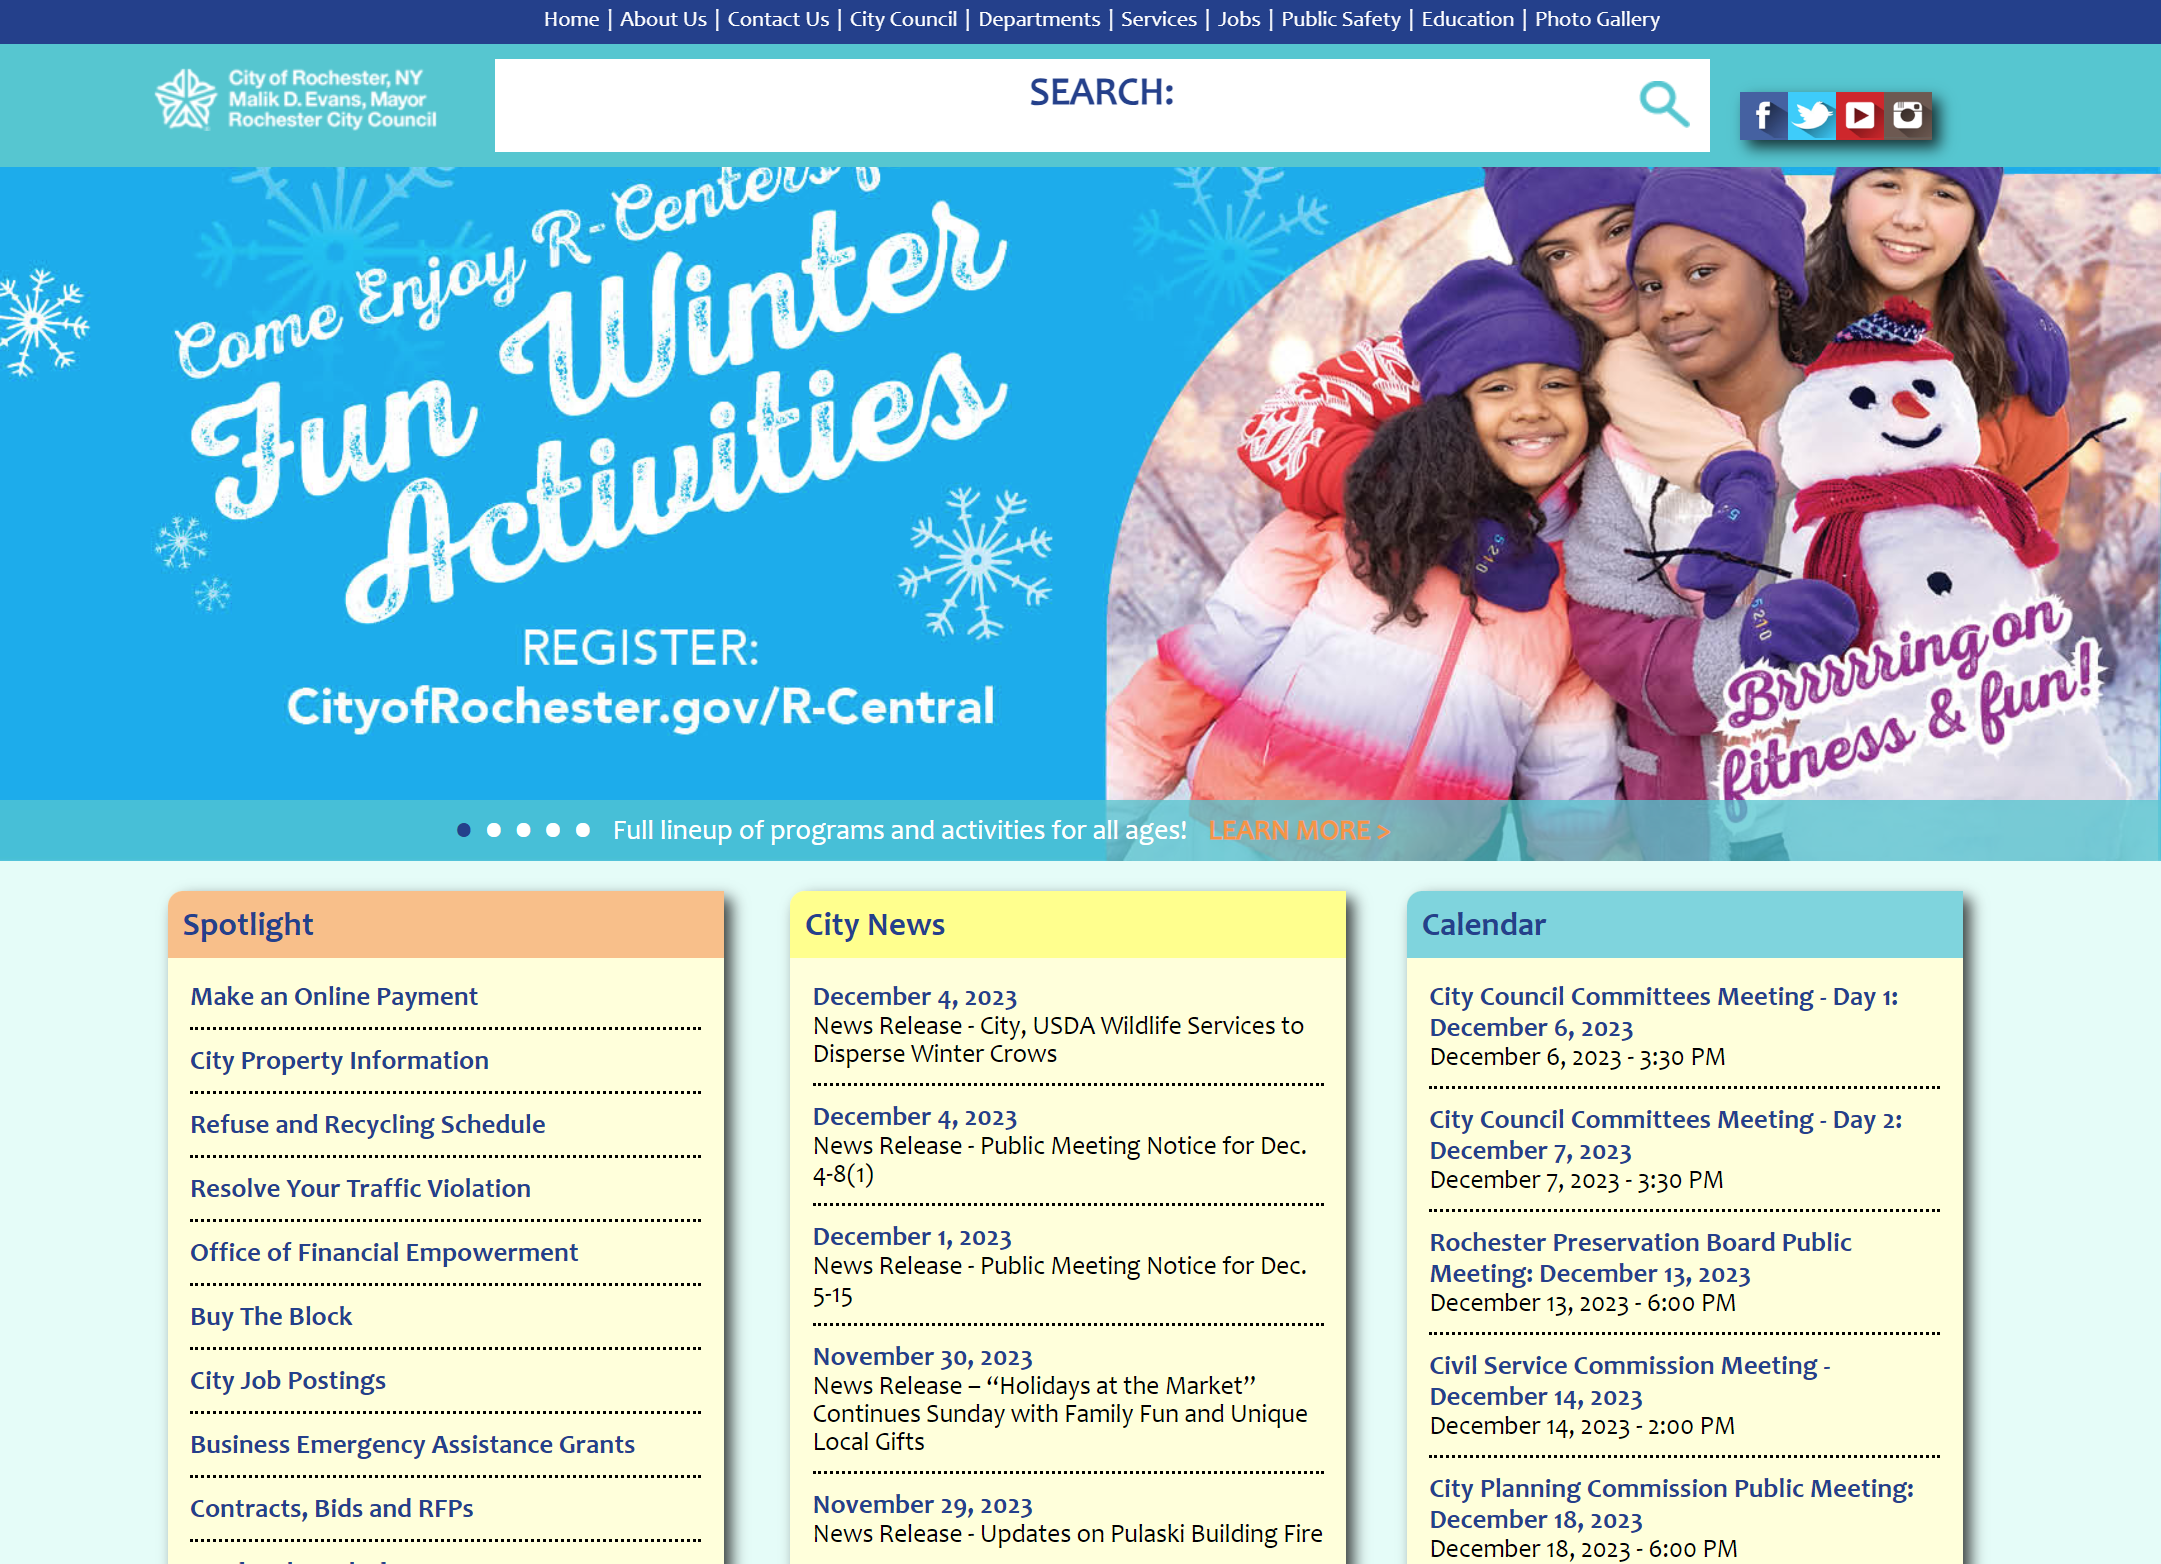 Home | About Us | Contact Us | City Council | Departments | Services | Jobs | Public Safety | Education | Photo Gallery
City of Rochester, NY
Malik D. Evans, Mayor
Rochester City Council
SEARCH:
Come Enjoy R-Centers
Fun Winter
Activities
REGISTER:
CityofRochester.gov/R-Central
5210
5
5210
Brrrrring on
fitness & fun!
Full lineup of programs and activities for all ages! LEARN MORE >
Spotlight
Make an Online Payment
City Property Information
Refuse and Recycling Schedule
Resolve Your Traffic Violation
Office of Financial Empowerment
Buy The Block
City Job Postings
Business Emergency Assistance Grants
Contracts, Bids and RFPs
City News
December 4, 2023
News Release - City, USDA Wildlife Services to
Disperse Winter Crows
December 4, 2023
News Release - Public Meeting Notice for Dec.
4-8(1)
December 1, 2023
News Release - Public Meeting Notice for Dec.
5-15
November 30, 2023
News Release – “Holidays at the Market”
Continues Sunday with Family Fun and Unique
Local Gifts
November 29, 2023
News Release - Updates on Pulaski Building Fire
Calendar
City Council Committees Meeting - Day 1:
December 6, 2023
December 6, 2023 - 3:30 PM
City Council Committees Meeting - Day 2:
December 7, 2023
December 7, 2023 - 3:30 PM
Rochester Preservation Board Public
Meeting: December 13, 2023
December 13, 2023 - 6:00 PM
Civil Service Commission Meeting -
December 14, 2023
December 14, 2023 - 2:00 PM
City Planning Commission Public Meeting:
December 18, 2023
December 18, 2023 - 6:00 PM